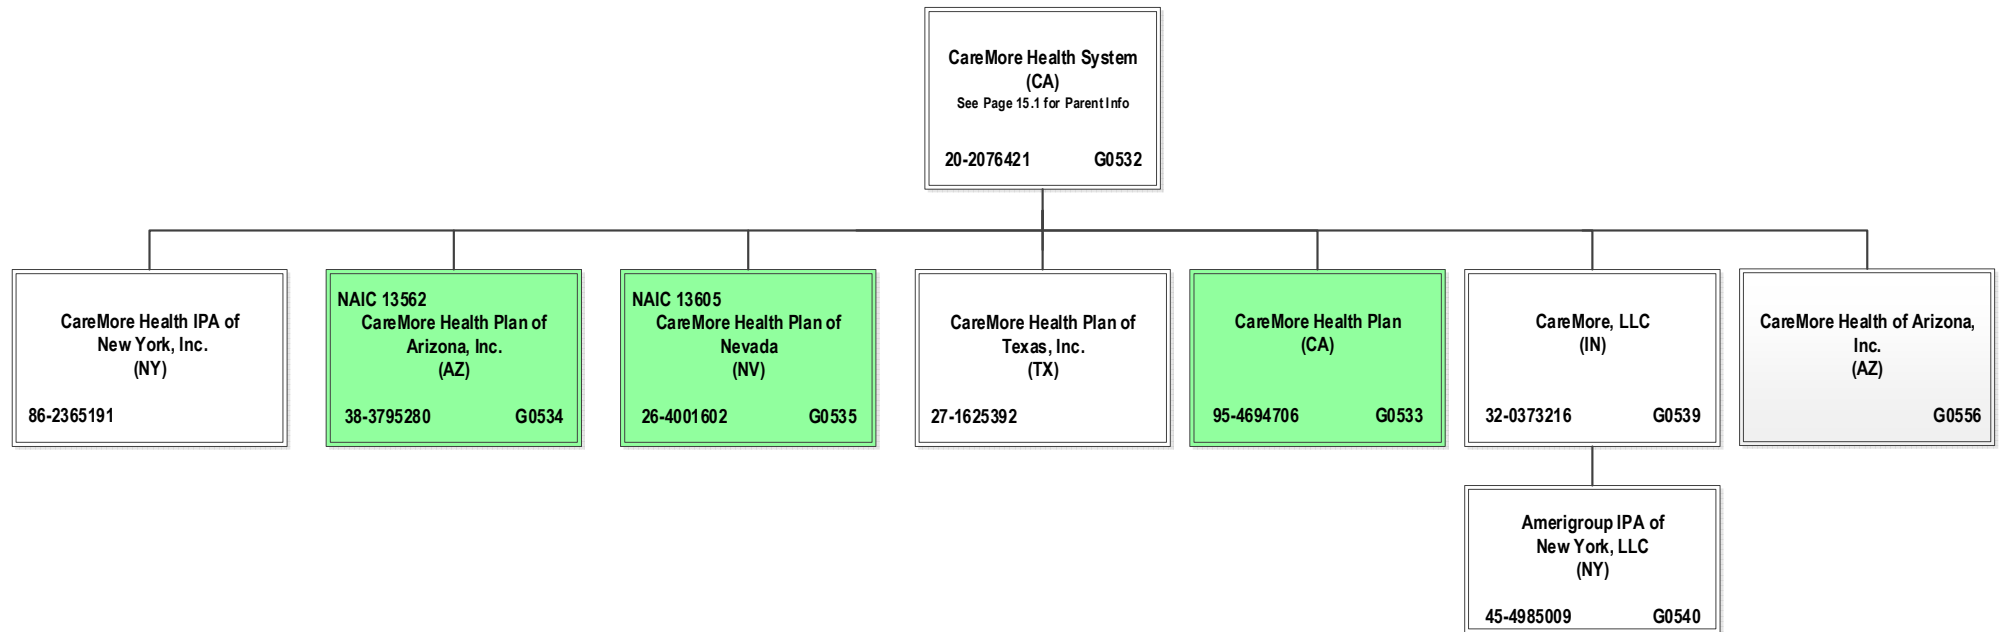 CareMore Health System
(CA)
See Page 15.1 for Parent Info
20-2076421 G0532
CareMore Health IPA of
New York, Inc.
(NY)
86-2365191
NAIC 13562
CareMore Health Plan of
Arizona, Inc.
(AZ)
38-3795280 G0534
NAIC 13605
CareMore Health Plan of
Nevada
(NV)
26-4001602 G0535
CareMore Health Plan of
Texas, Inc.
(TX)
27-1625392
CareMore Health Plan
(CA)
95-4694706 G0533
CareMore, LLC
(IN)
32-0373216 G0539
CareMore Health of Arizona,
Inc.
(AZ)
G0556
Amerigroup IPA of
New York, LLC
(NY)
45-4985009 G0540